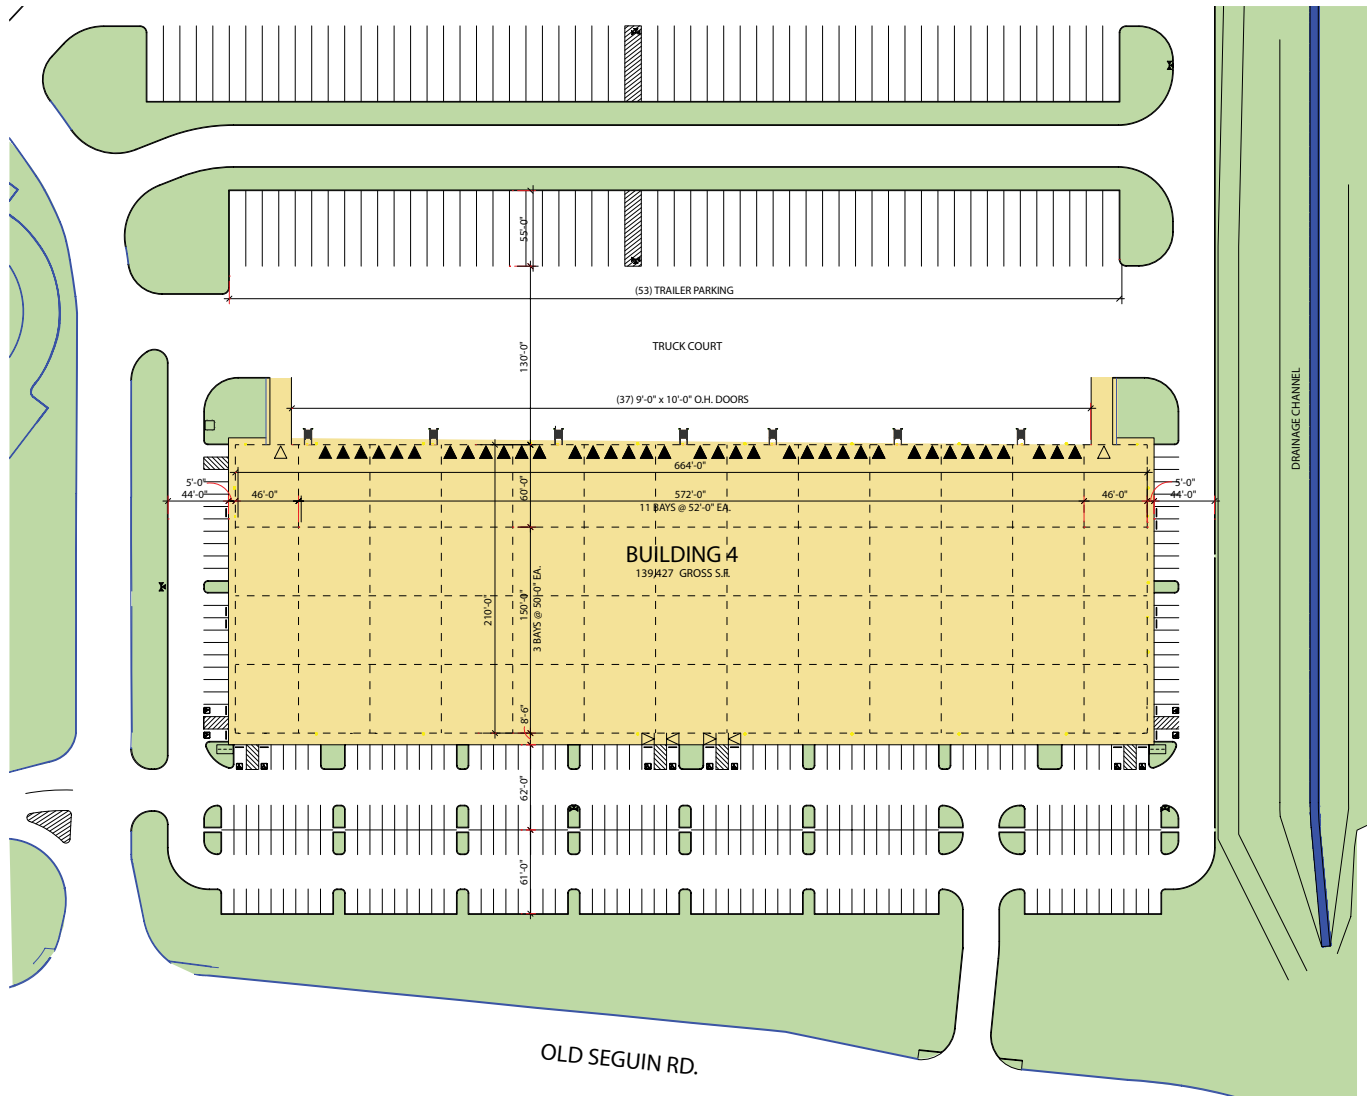 55'-0"
(53) TRAILER PARKING
TRUCK COURT
130'-0"
(37) 9'-0" x 10'-0" O.H. DOORS
DRAINAGE CHANNEL
664'-0"
5'-0"
44'-0"
46'-0"
60'-0"
572'-0"
11 BAYS @ 52'-0" EA.
46'-0"
5'-0"
44'-0"
BUILDING 4
139,427 GROSS S.F.
210'-0"
150'-0"
3 BAYS @ 50'-0" EA.
8'-6"
62'-0"
61'-0"
OLD SEGUIN RD.